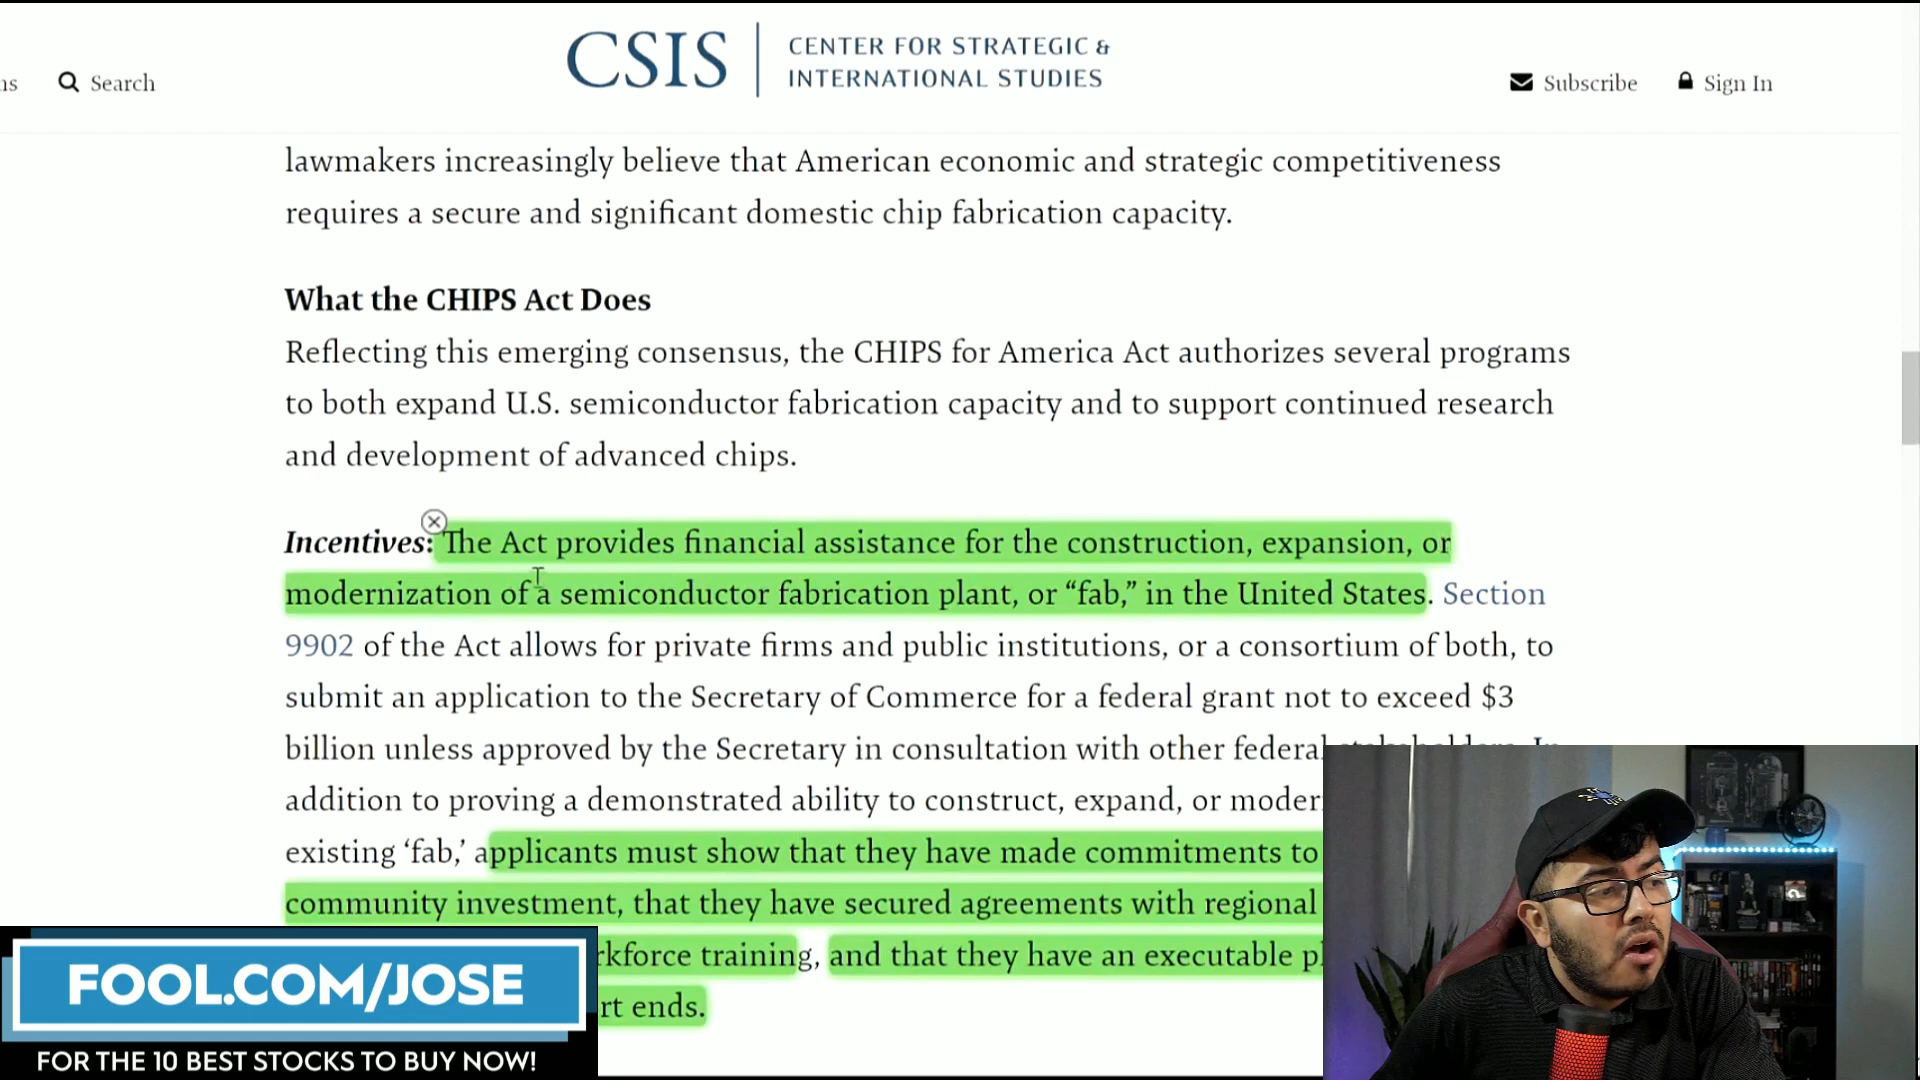 CSIS
CENTER FOR STRATEGIC &
INTERNATIONAL STUDIES
ns
Search
Subscribe
Sign In
lawmakers increasingly believe that American economic and strategic competitiveness
requires a secure and significant domestic chip fabrication capacity.
What the CHIPS Act Does
Reflecting this emerging consensus, the CHIPS for America Act authorizes several programs
to both expand U.S. semiconductor fabrication capacity and to support continued research
and development of advanced chips.
Incentives: The Act provides financial assistance for the construction, expansion, or
modernization of a semiconductor fabrication plant, or “fab,” in the United States. Section
9902 of the Act allows for private firms and public institutions, or a consortium of both, to
submit an application to the Secretary of Commerce for a federal grant not to exceed $3
billion unless approved by the Secretary in consultation with other federal stakeholders. In
addition to proving a demonstrated ability to construct, expand, or moder
existing ‘fab,’ applicants must show that they have made commitments to
community investment, that they have secured agreements with regional
rkforce training, and that they have an executable pl
rt ends.
FOOL.COM/JOSE
FOR THE 10 BEST STOCKS TO BUY NOW!